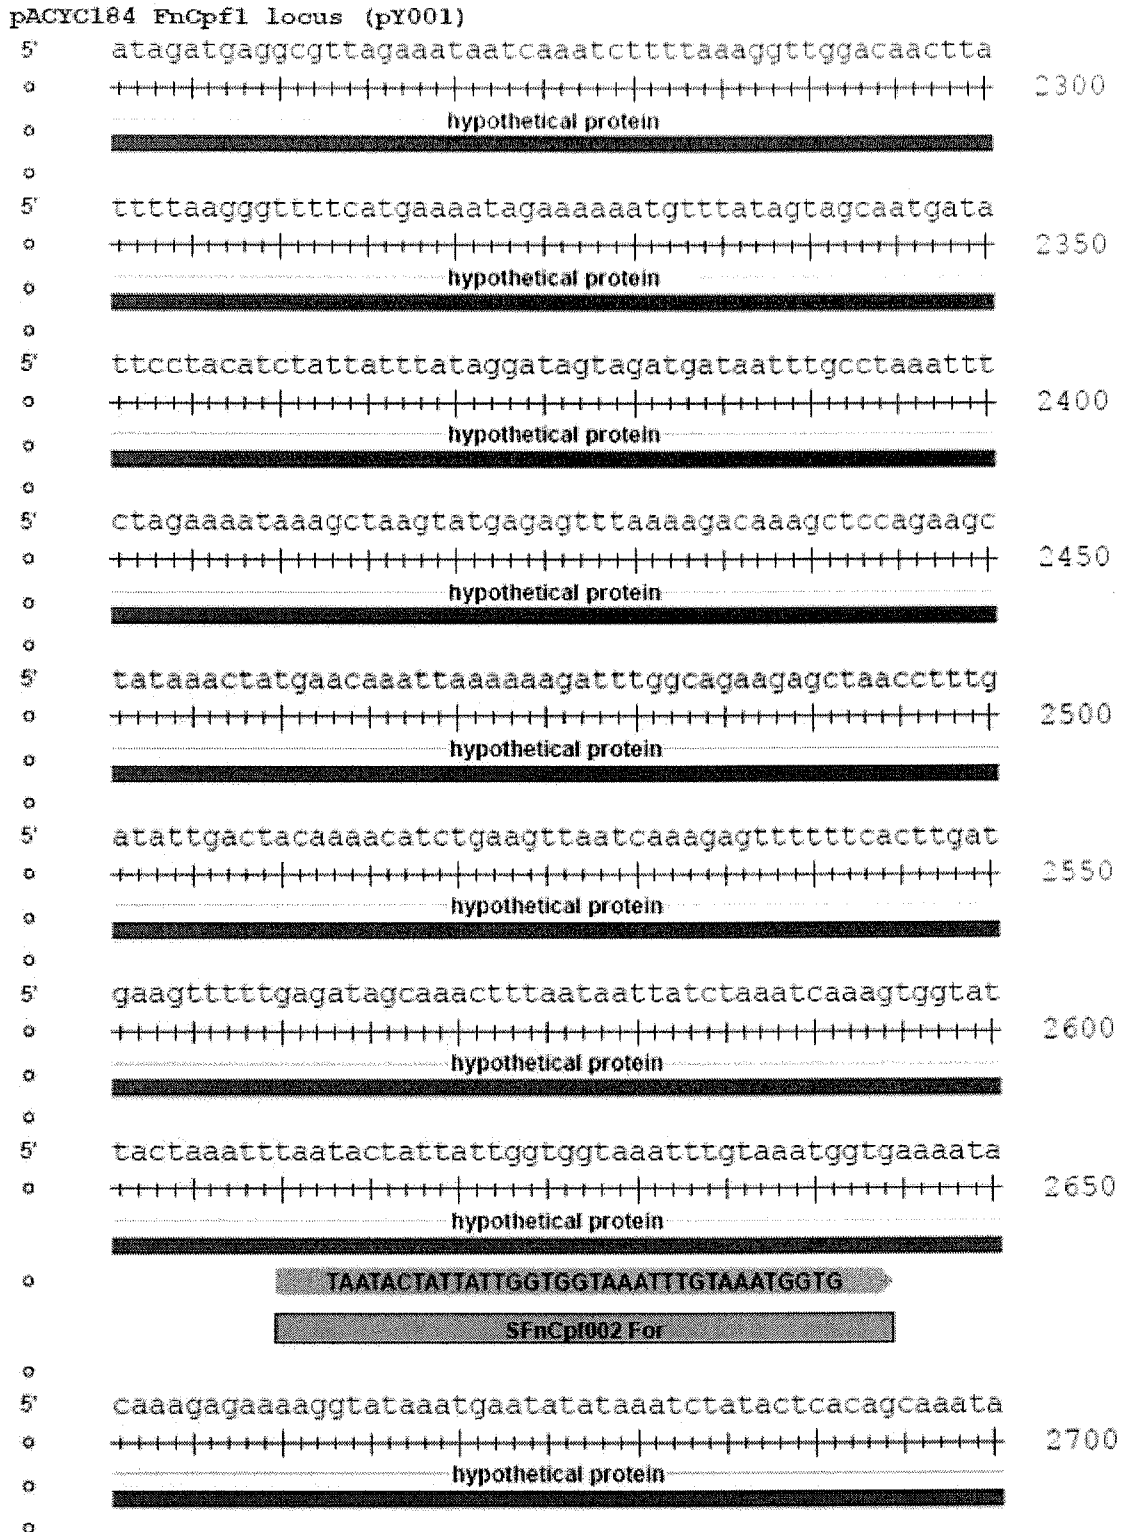 pACYC184 FnCpf1 locus (pY001)
5' atagatgaggcgttagaaataatcaaatcttttaaaggttggacaactta
2300
hypothetical protein
5' ttttaagggttttcatgaaaatagaaaaaatgtttatagtagcaatgata
2350
hypothetical protein
5' ttcctacatctattatttataggatagtagatgataatttgcctaaattt
2400
hypothetical protein
5' ctagaaaataaagctaagtatgagagtttaaaagacaaagctccagaagc
2450
hypothetical protein
5' tataaactatgaacaaattaaaaaagatttggcagaagagctaacctttg
2500
hypothetical protein
5' atattgactacaaaacatctgaagttaatcaaagagttttttcacttgat
2550
hypothetical protein
5' gaagtttttgagatagcaaactttaataattatctaaatcaaagtggtat
2600
hypothetical protein
5' tactaaatttaatactattattggtggtaaatttgtaaatggtgaaaata
2650
hypothetical protein
TAATACTATTATTGGTGGTAAATTTGTAAATGGTG
SFnCpf002 For
5' caaagagaaaaggtataaatgaatatataaatctatactcacagcaaata
2700
hypothetical protein